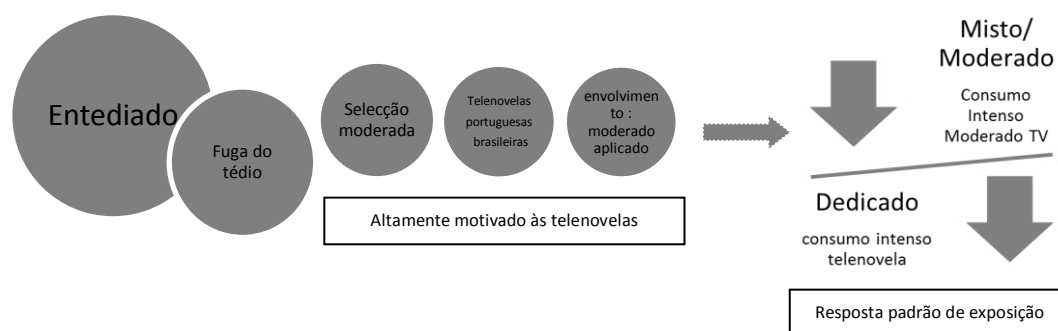 Entediado
Fuga do
tédio
Selecção
moderada
Telenovelas
portuguesas
brasileiras
envolvimen
to :
moderado
aplicado
Altamente motivado às telenovelas
Misto/
Moderado
Consumo
Intenso
Moderado TV
Dedicado
consumo intenso
telenovela
Resposta padrão de exposição